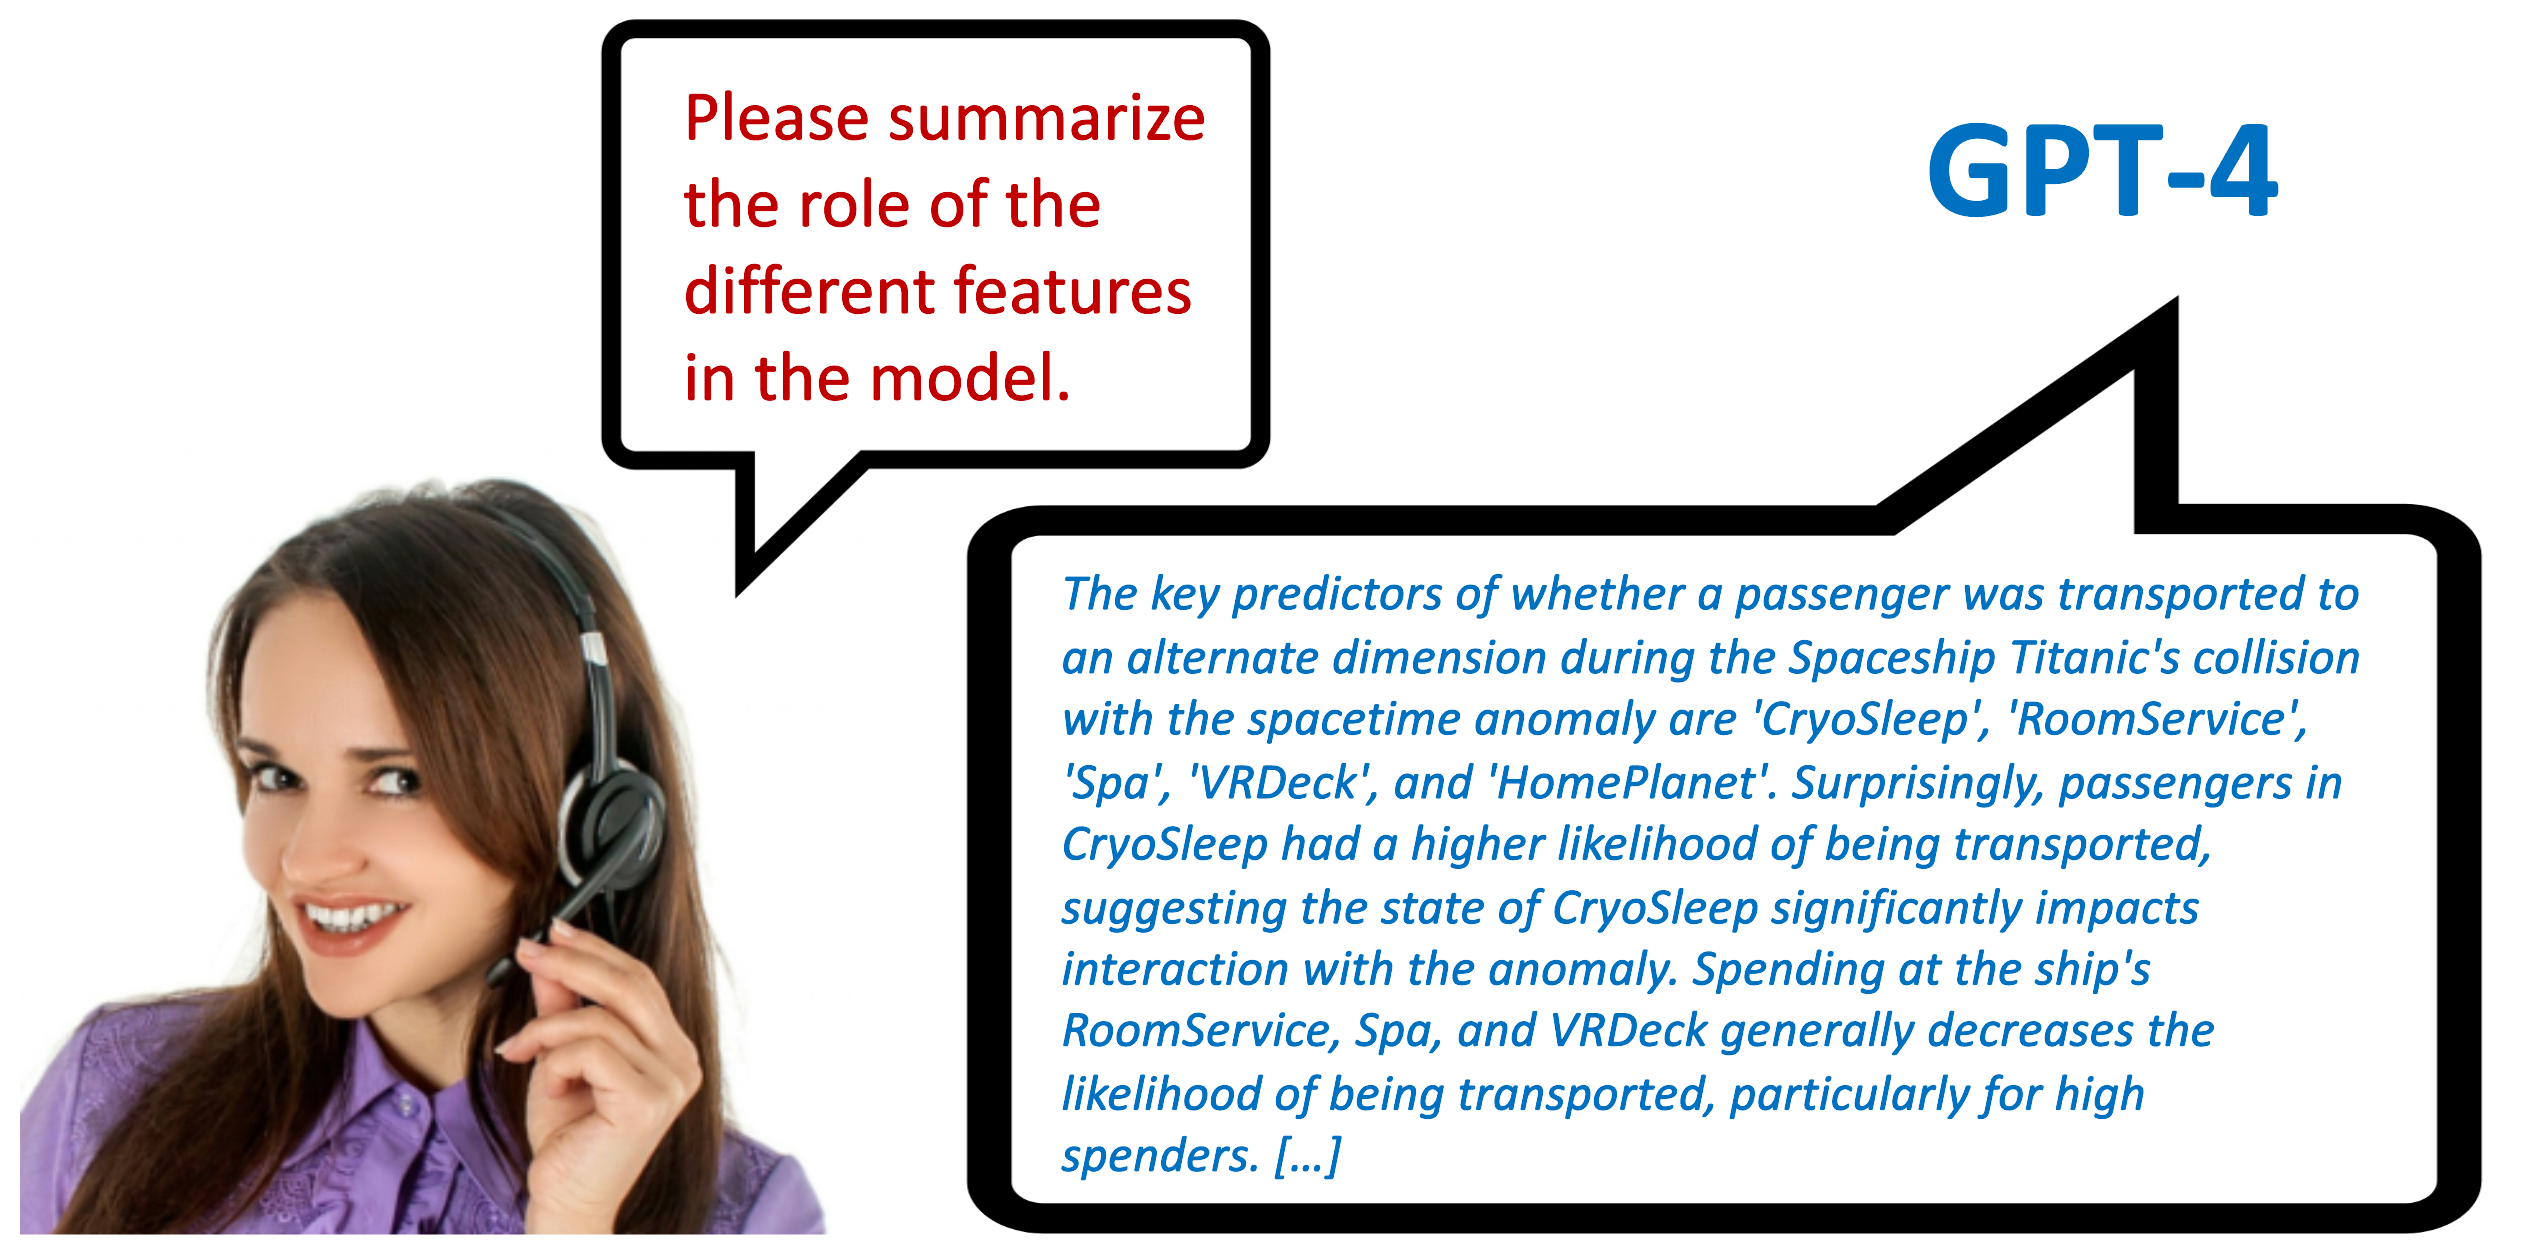 Please summarize
the role of the
different features
in the model.
GPT-4
The key predictors of whether a passenger was transported to
an alternate dimension during the Spaceship Titanic's collision
with the spacetime anomaly are 'CryoSleep', 'RoomService',
'Spa', 'VRDeck', and 'HomePlanet'. Surprisingly, passengers in
CryoSleep had a higher likelihood of being transported,
suggesting the state of CryoSleep significantly impacts
interaction with the anomaly. Spending at the ship's
RoomService, Spa, and VRDeck generally decreases the
likelihood of being transported, particularly for high
spenders. […]